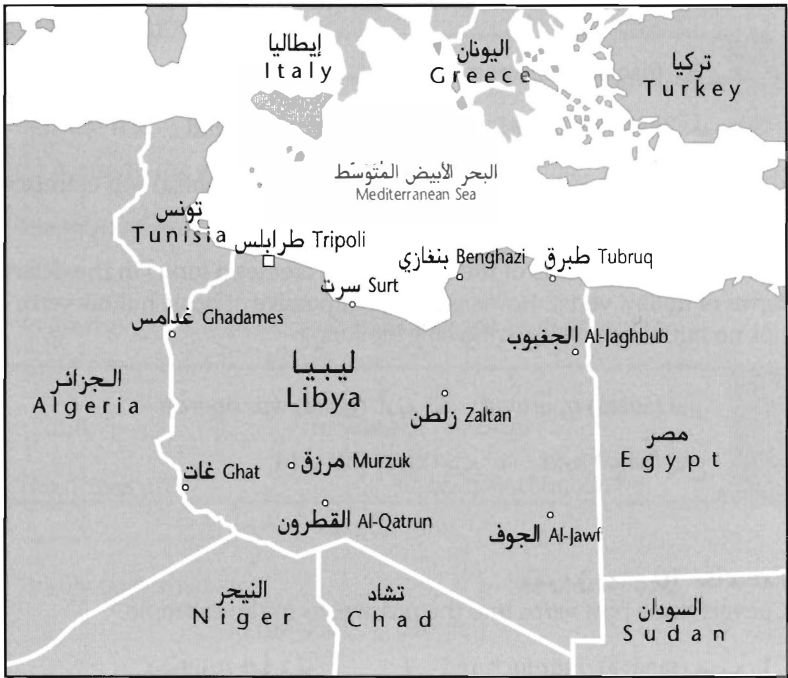 إيطاليا
Italy
اليونان
Greece
تركيا
Turkey
البحر الأبيض المتوسّط
Mediterranean Sea
تونس
Tunisia
طرابلس Tripoli
بنغازي Benghazi
طبرق Tubruq
سرت Surt
غدامس Ghadames
الجغبوب Al-Jaghbub
ليبيا
Libya
الجزائر
Algeria
زلطن Zaltan
مصر
Egypt
غات Ghat
مرزق Murzuk
القطرون Al-Qatrun
الجوف Al-Jawf
النيجر
Niger
تشاد
Chad
السودان
Sudan